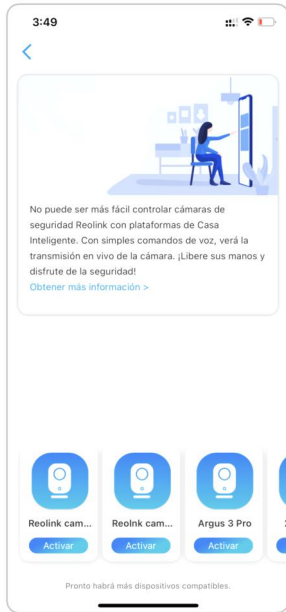 3:49
No puede ser más fácil controlar cámaras de
seguridad Reolink con plataformas de Casa
Inteligente. Con simples comandos de voz, verá la
transmisión en vivo de la cámara. ¡Libere sus manos y
disfrute de la seguridad!
Obtener más información >
Reolink cam... Reolnk cam... Argus 3 Pro
Activar Activar Activar
Pronto habrá más dispositivos compatibles.